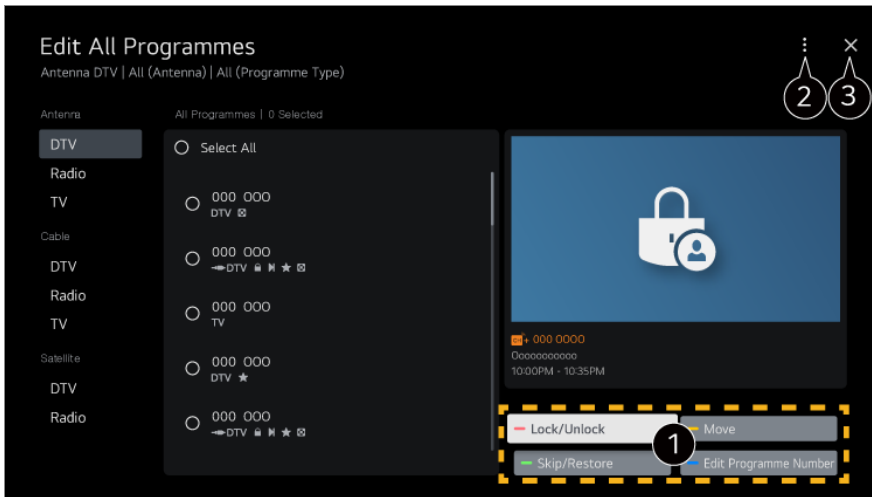 Edit All Programmes
Antenna DTV | All (Antenna) | All (Programme Type)
2
3
Antenna
DTV
Radio
TV
Cable
DTV
Radio
TV
Satellite
DTV
Radio
All Programmes | 0 Selected
Select All
000 000
DTV
000 000
DTV
000 000
TV
000 000
DTV
000 000
DTV
CH+ 000 0000
Ooooooooooo
10:00PM - 10:35PM
Lock/Unlock
Move
1
Skip/Restore
Edit Programme Number